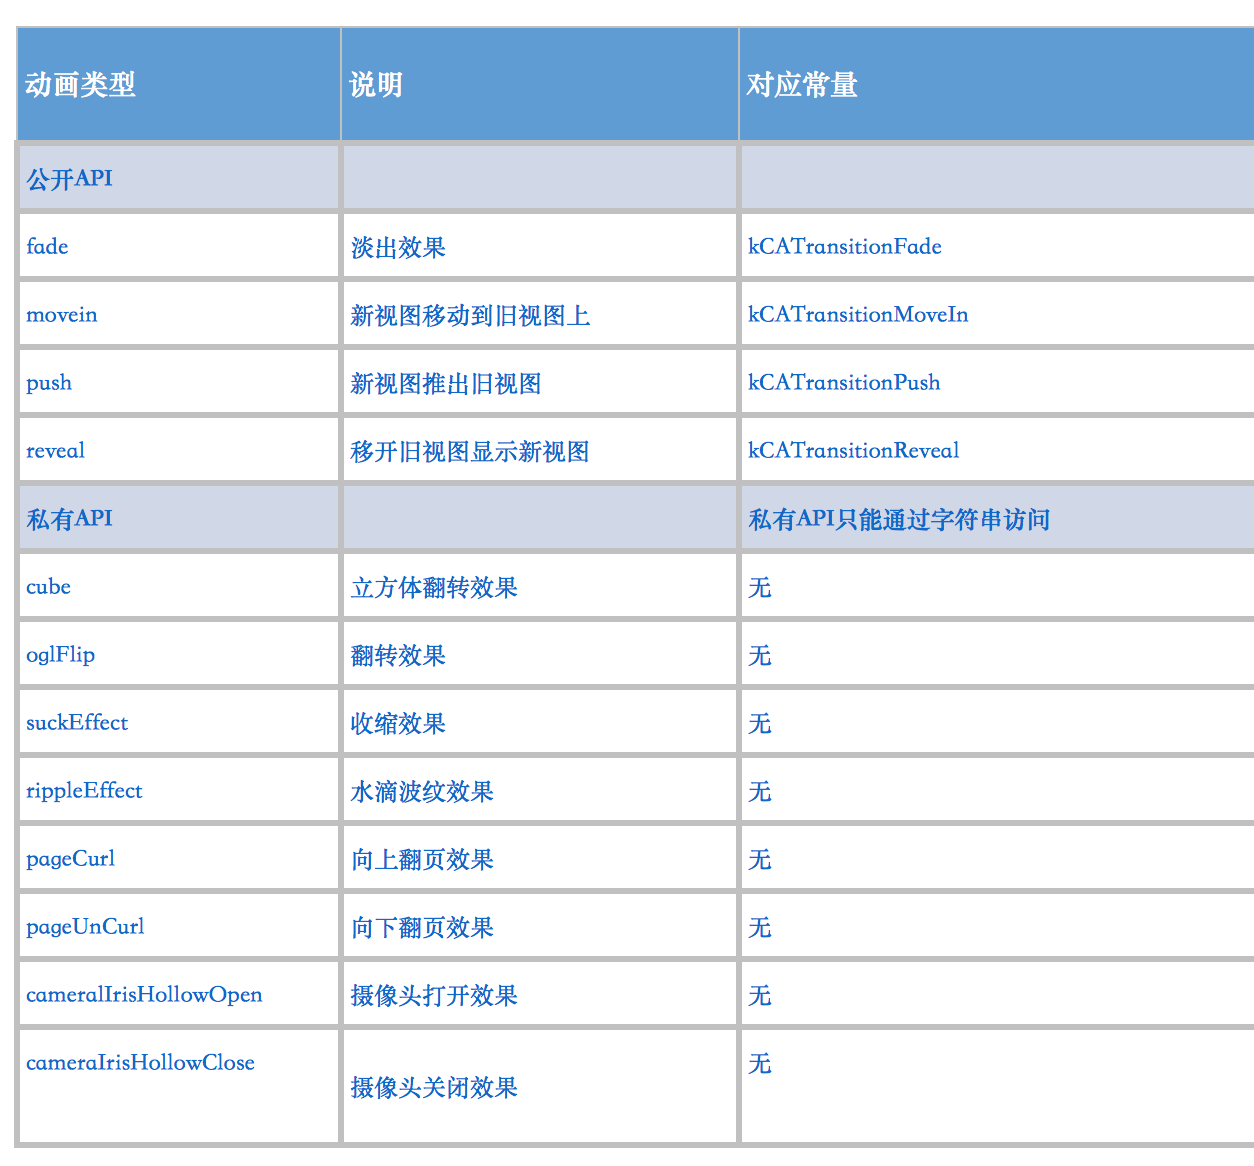 动画类型 说明 对应常量
公开API
fade 淡出效果 kCATransitionFade
movein 新视图移动到旧视图上 kCATransitionMoveIn
push 新视图推出旧视图 kCATransitionPush
reveal 移开旧视图显示新视图 kCATransitionReveal
私有API 私有API只能通过字符串访问
cube 立方体翻转效果 无
oglFlip 翻转效果 无
suckEffect 收缩效果 无
rippleEffect 水滴波纹效果 无
pageCurl 向上翻页效果 无
pageUnCurl 向下翻页效果 无
cameralIrisHollowOpen 摄像头打开效果 无
cameraIrisHollowClose 摄像头关闭效果 无